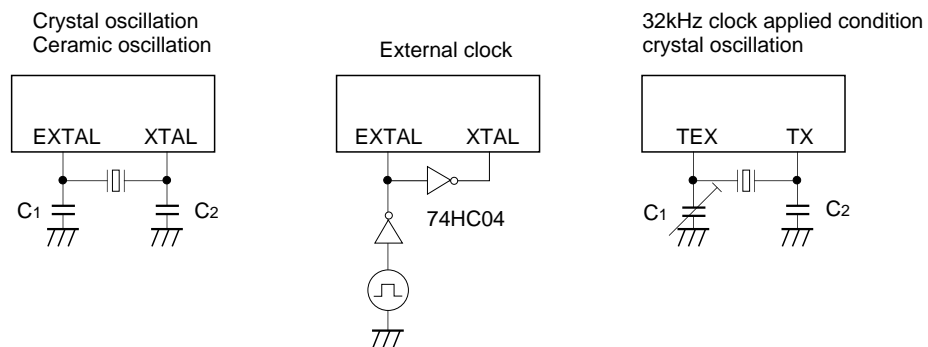 Crystal oscillation
Ceramic oscillation
EXTAL XTAL
C1 C2
External clock
EXTAL XTAL
74HC04
32kHz clock applied condition
crystal oscillation
TEX TX
C1 C2